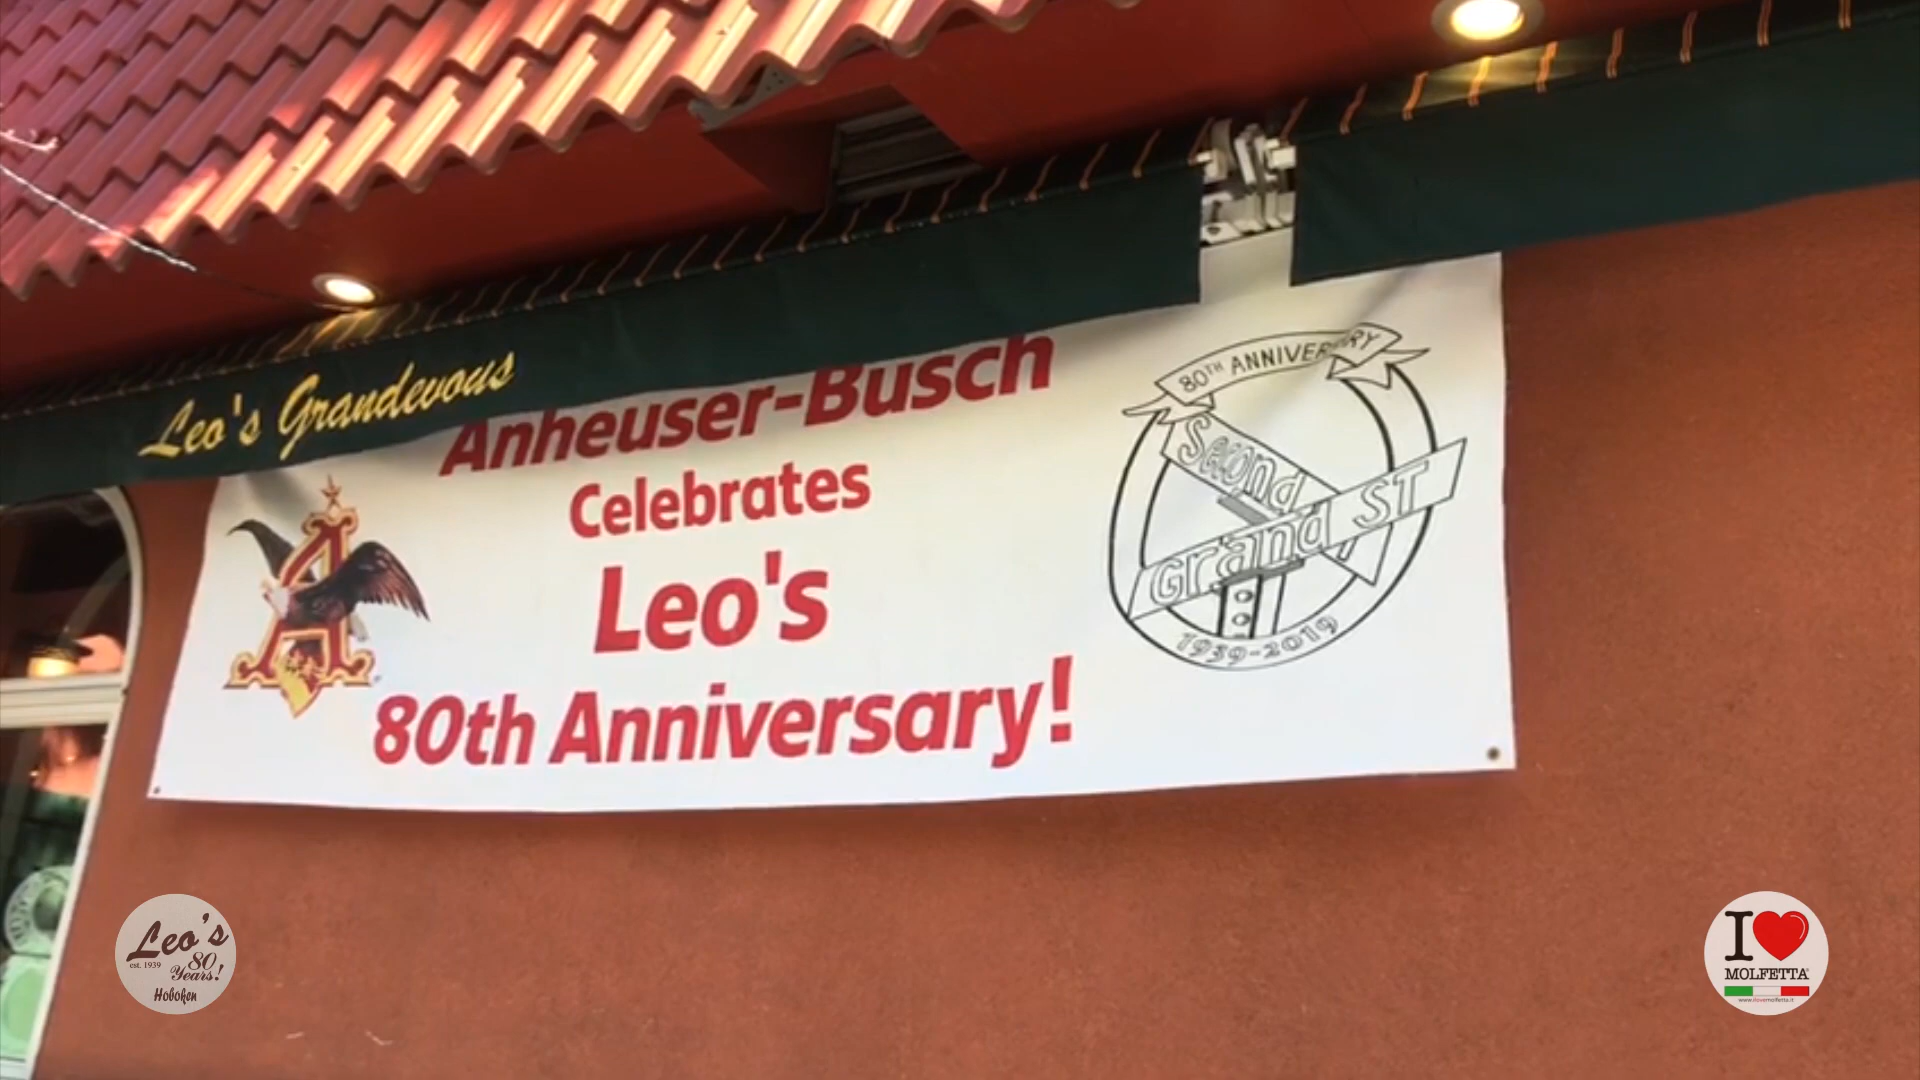 Leo's Grandevous
Anheuser-Busch
Celebrates
Leo's
80th Anniversary!
80TH ANNIVERSARY
Second
Grand ST
1939-2019
Leo's
est. 1939
80
Years!
Hoboken
I
MOLFETTA
www.ilovemolfetta.it